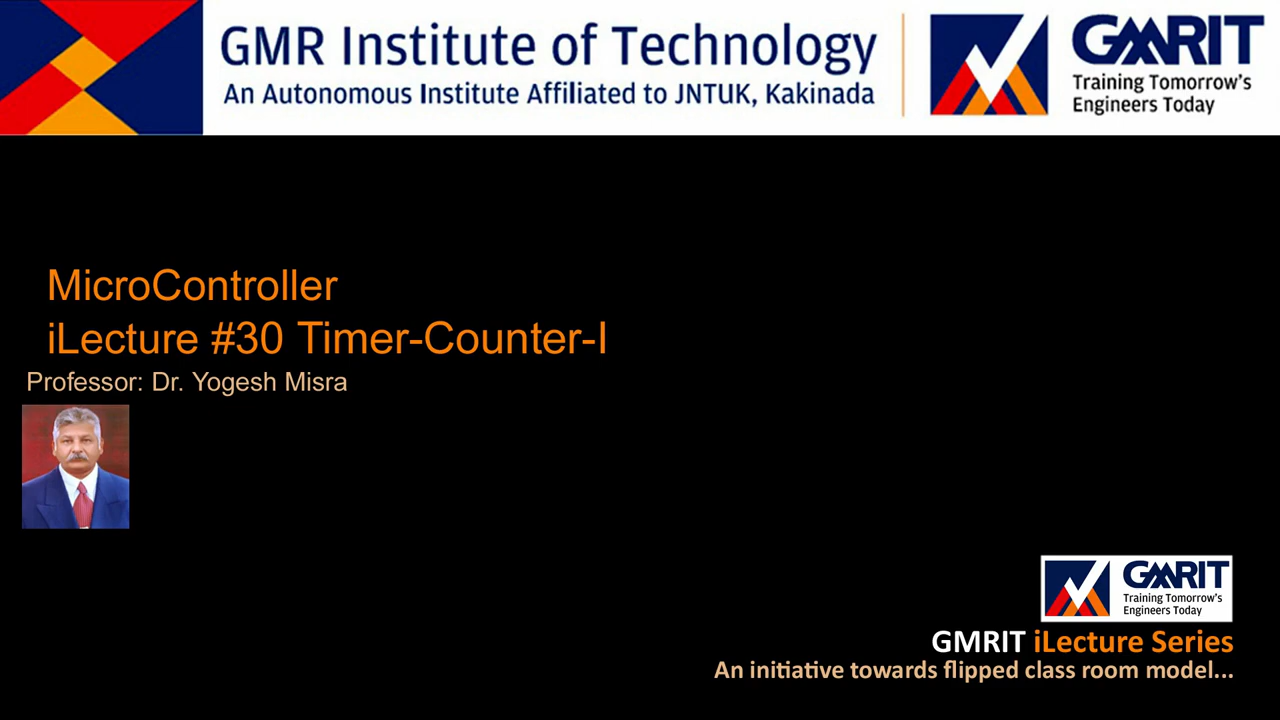 GMR Institute of Technology
An Autonomous Institute Affiliated to JNTUK, Kakinada
GMRIT
Training Tomorrow's
Engineers Today
MicroController
iLecture #30 Timer-Counter-I
Professor: Dr. Yogesh Misra
GMRIT
Training Tomorrow's
Engineers Today
GMRIT iLecture Series
An initiative towards flipped class room model...